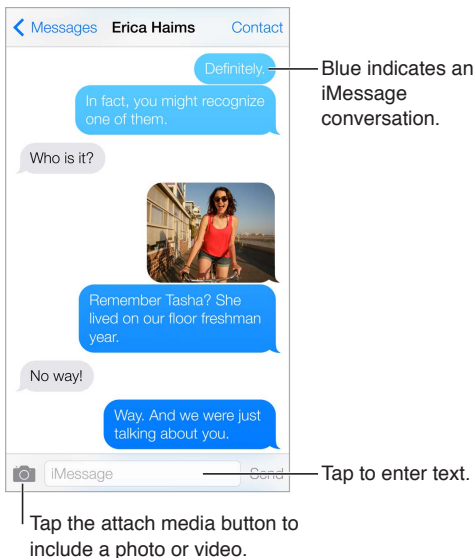 Messages Erica Haims Contact
Definitely.
Blue indicates an
iMessage
conversation.
In fact, you might recognize
one of them.
Who is it?
Remember Tasha? She
lived on our floor freshman
year.
No way!
Way. And we were just
talking about you.
iMessage Send
Tap to enter text.
Tap the attach media button to
include a photo or video.